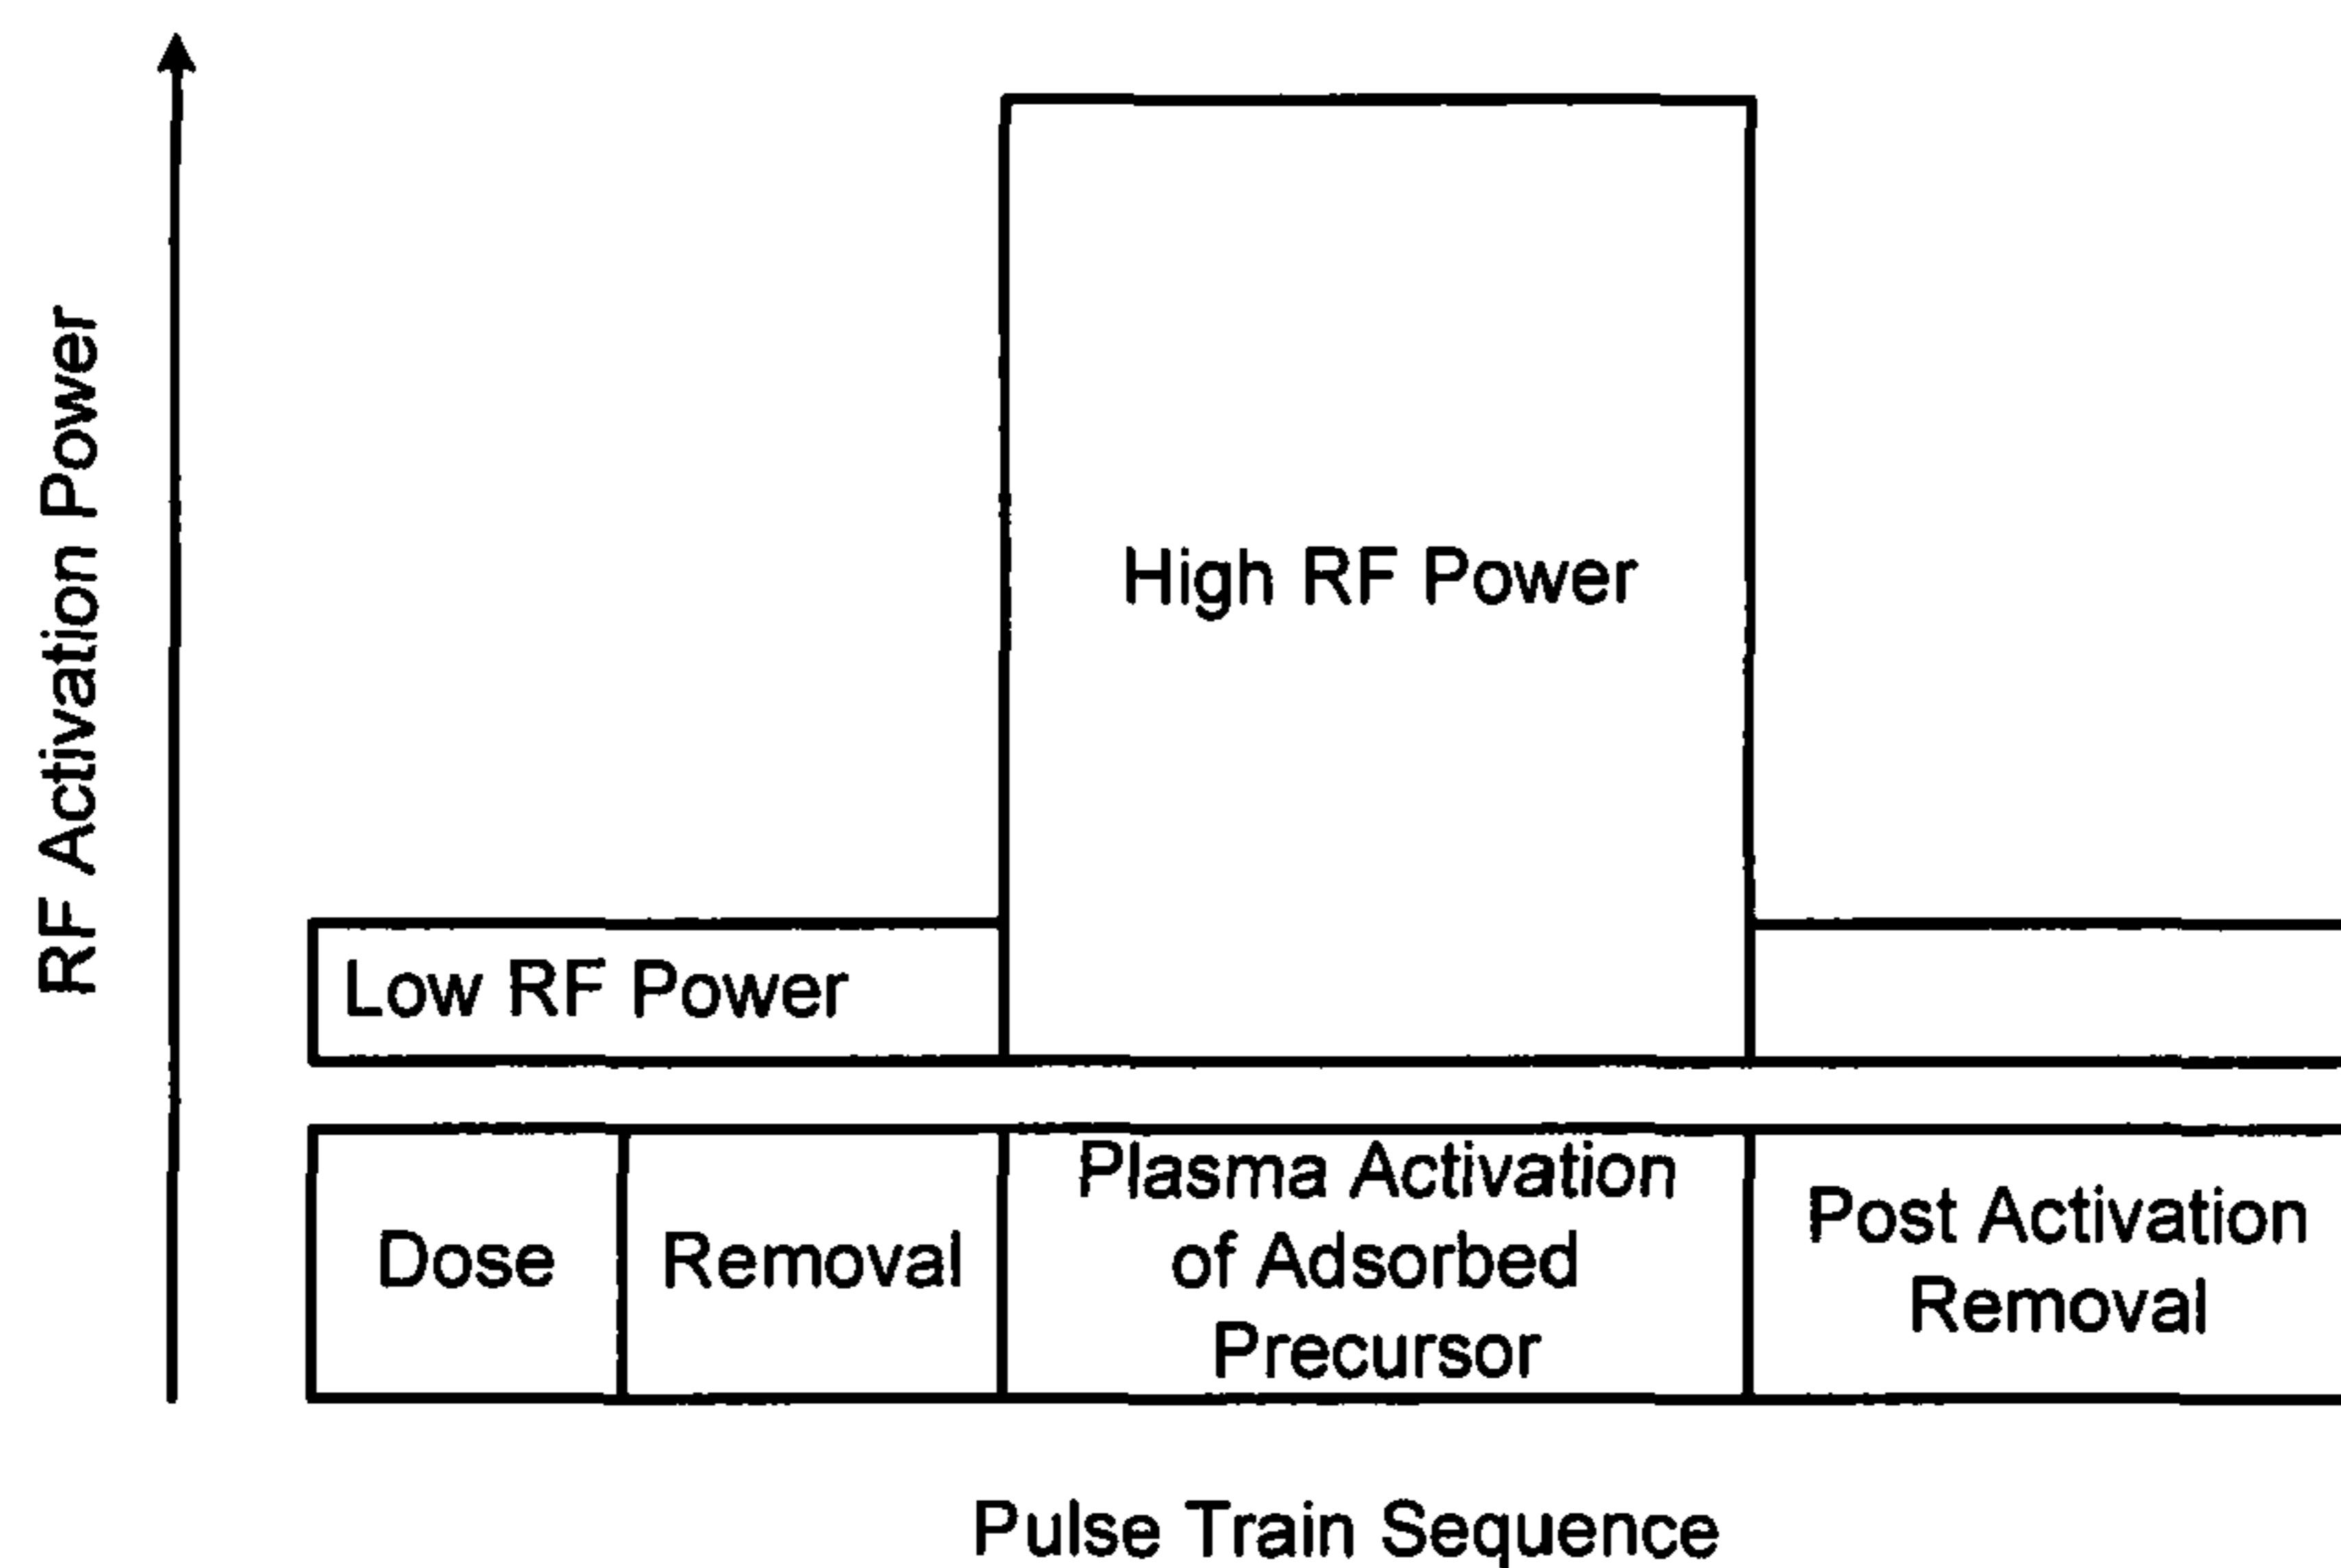 RF Activation Power
High RF Power
Low RF Power
Dose
Removal
Plasma Activation
of Adsorbed
Precursor
Post Activation
Removal
Pulse Train Sequence